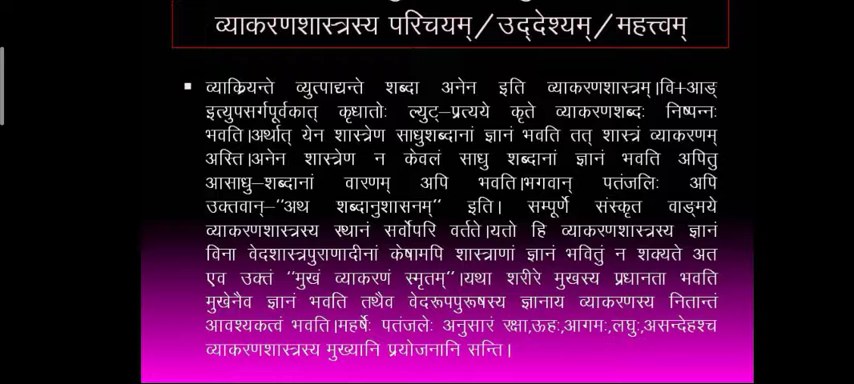 व्याकरणशास्त्रस्य परिचयम्/उद्देश्यम्/महत्त्वम्
▪ व्याक्रियन्ते व्युत्पाद्यन्ते शब्दा अनेन इति व्याकरणशास्त्रम्।वि+आङ्
इत्युपसर्गपूर्वकात् कृधातोः ल्युट्–प्रत्यये कृते व्याकरणशब्दः निष्पन्नः
भवति।अर्थात् येन शास्त्रेण साधुशब्दानां ज्ञानं भवति तत् शास्त्रं व्याकरणम्
अस्ति।अनेन शास्त्रेण न केवलं साधु शब्दानां ज्ञानं भवति अपितु
आसाधु–शब्दानां वारणम् अपि भवति।भगवान् पतंजलिः अपि
उक्तवान्–"अथ शब्दानुशासनम्" इति। सम्पूर्णे संस्कृत वाङमये
व्याकरणशास्त्रस्य स्थानं सर्वोपरि वर्तते।यतो हि व्याकरणशास्त्रस्य ज्ञानं
विना वेदशास्त्रपुराणादीनां केषामपि शास्त्राणां ज्ञानं भवितुं न शक्यते अत
एव उक्तं "मुखं व्याकरणं स्मृतम्"।यथा शरीरे मुखस्य प्रधानता भवति
मुखेनैव ज्ञानं भवति तथैव वेदरूपपुरूषस्य ज्ञानाय व्याकरणस्य नितान्तं
आवश्यकत्वं भवति।महर्षेः पतंजलेः अनुसारं रक्षा,ऊहः,आगमः,लघुः,असन्देहश्च
व्याकरणशास्त्रस्य मुख्यानि प्रयोजनानि सन्ति।